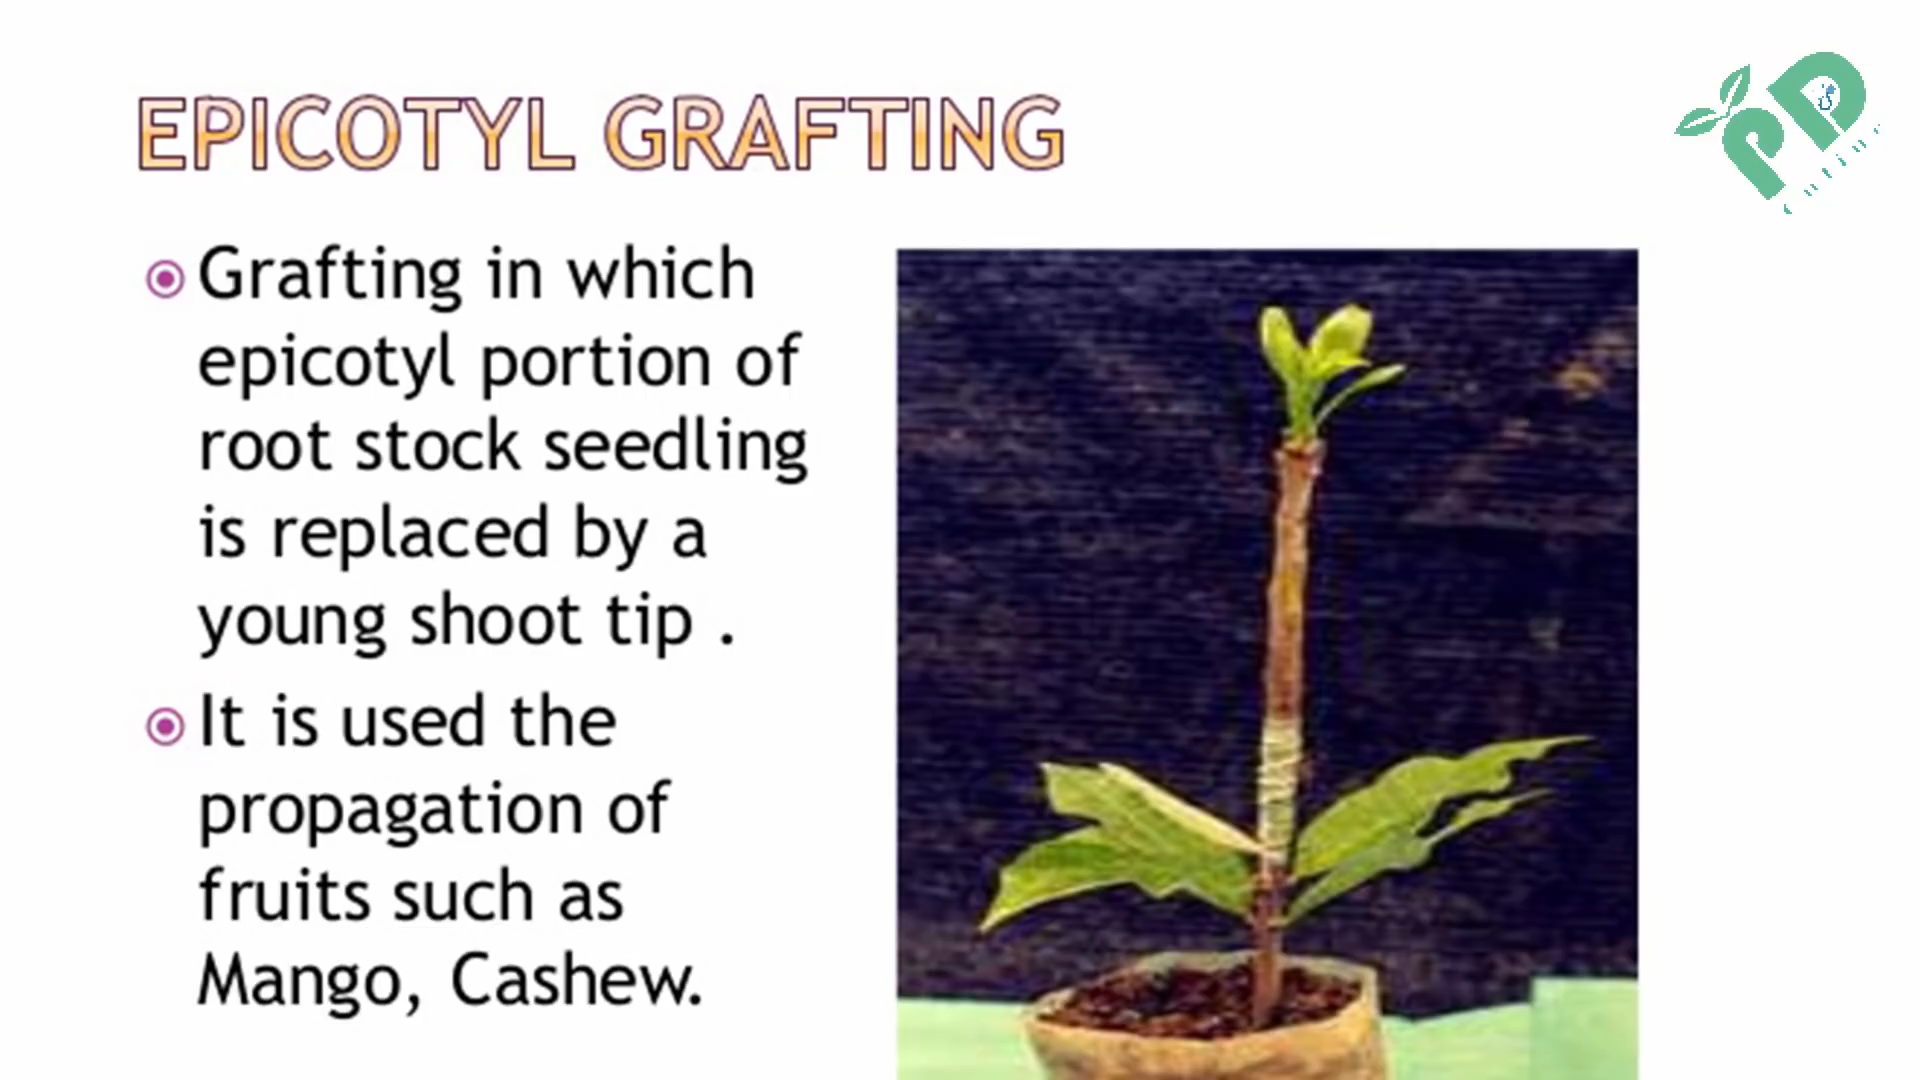 EPICOTYL GRAFTING
Grafting in which
epicotyl portion of
root stock seedling
is replaced by a
young shoot tip .
It is used the
propagation of
fruits such as
Mango, Cashew.